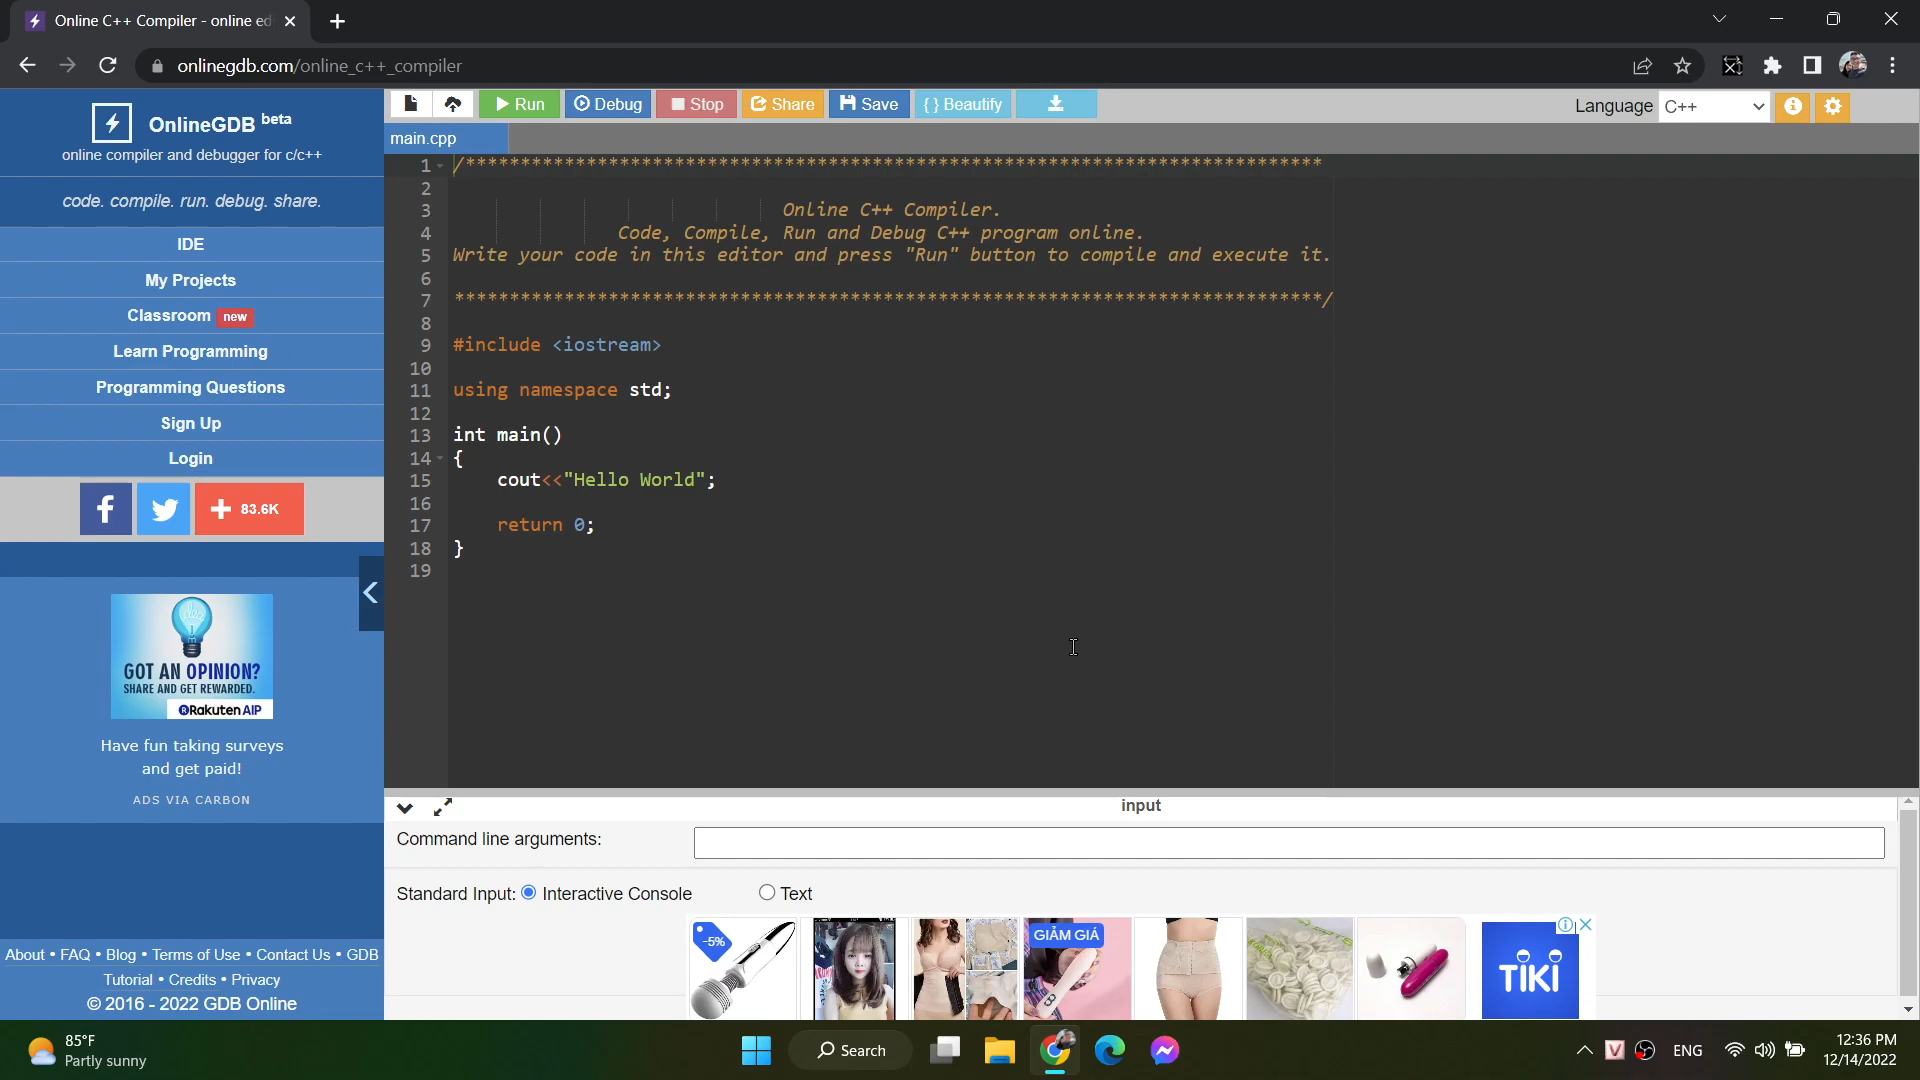 Online C++ Compiler - online ed
onlinegdb.com/online_c++_compiler
OnlineGDB beta
online compiler and debugger for c/c++
code. compile. run. debug. share.
IDE
My Projects
Classroom new
Learn Programming
Programming Questions
Sign Up
Login
f
+ 83.6K
GOT AN OPINION?
SHARE AND GET REWARDED.
Rakuten AIP
Have fun taking surveys
and get paid!
ADS VIA CARBON
About • FAQ • Blog • Terms of Use • Contact Us • GDB
Tutorial • Credits • Privacy
© 2016 - 2022 GDB Online
Run
Debug
Stop
Share
Save
{ } Beautify
Language C++
main.cpp
1 /******************************************************************************
2
3 Online C++ Compiler.
4 Code, Compile, Run and Debug C++ program online.
5 Write your code in this editor and press "Run" button to compile and execute it.
6
7 *******************************************************************************/
8
9 #include <iostream>
10
11 using namespace std;
12
13 int main()
14 {
15 cout<<"Hello World";
16
17 return 0;
18 }
19
input
Command line arguments:
Standard Input: Interactive Console Text
-5%
GIẢM GIÁ
TIKI
85°F
Partly sunny
Search
ENG
12:36 PM
12/14/2022